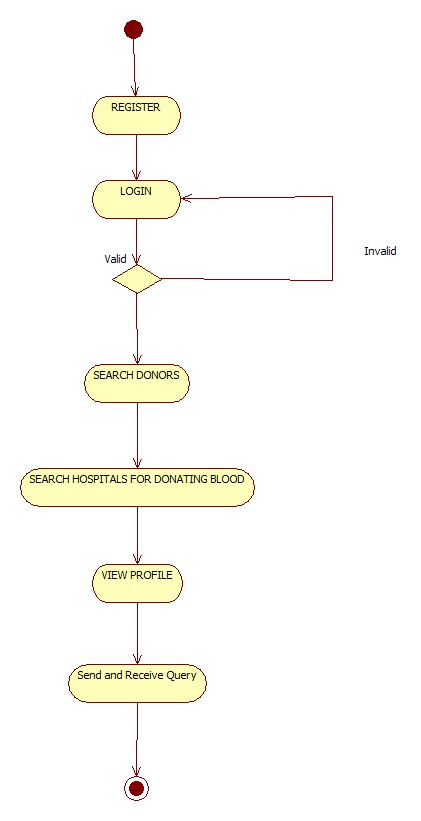 REGISTER
LOGIN
Valid
Invalid
SEARCH DONORS
SEARCH HOSPITALS FOR DONATING BLOOD
VIEW PROFILE
Send and Receive Query